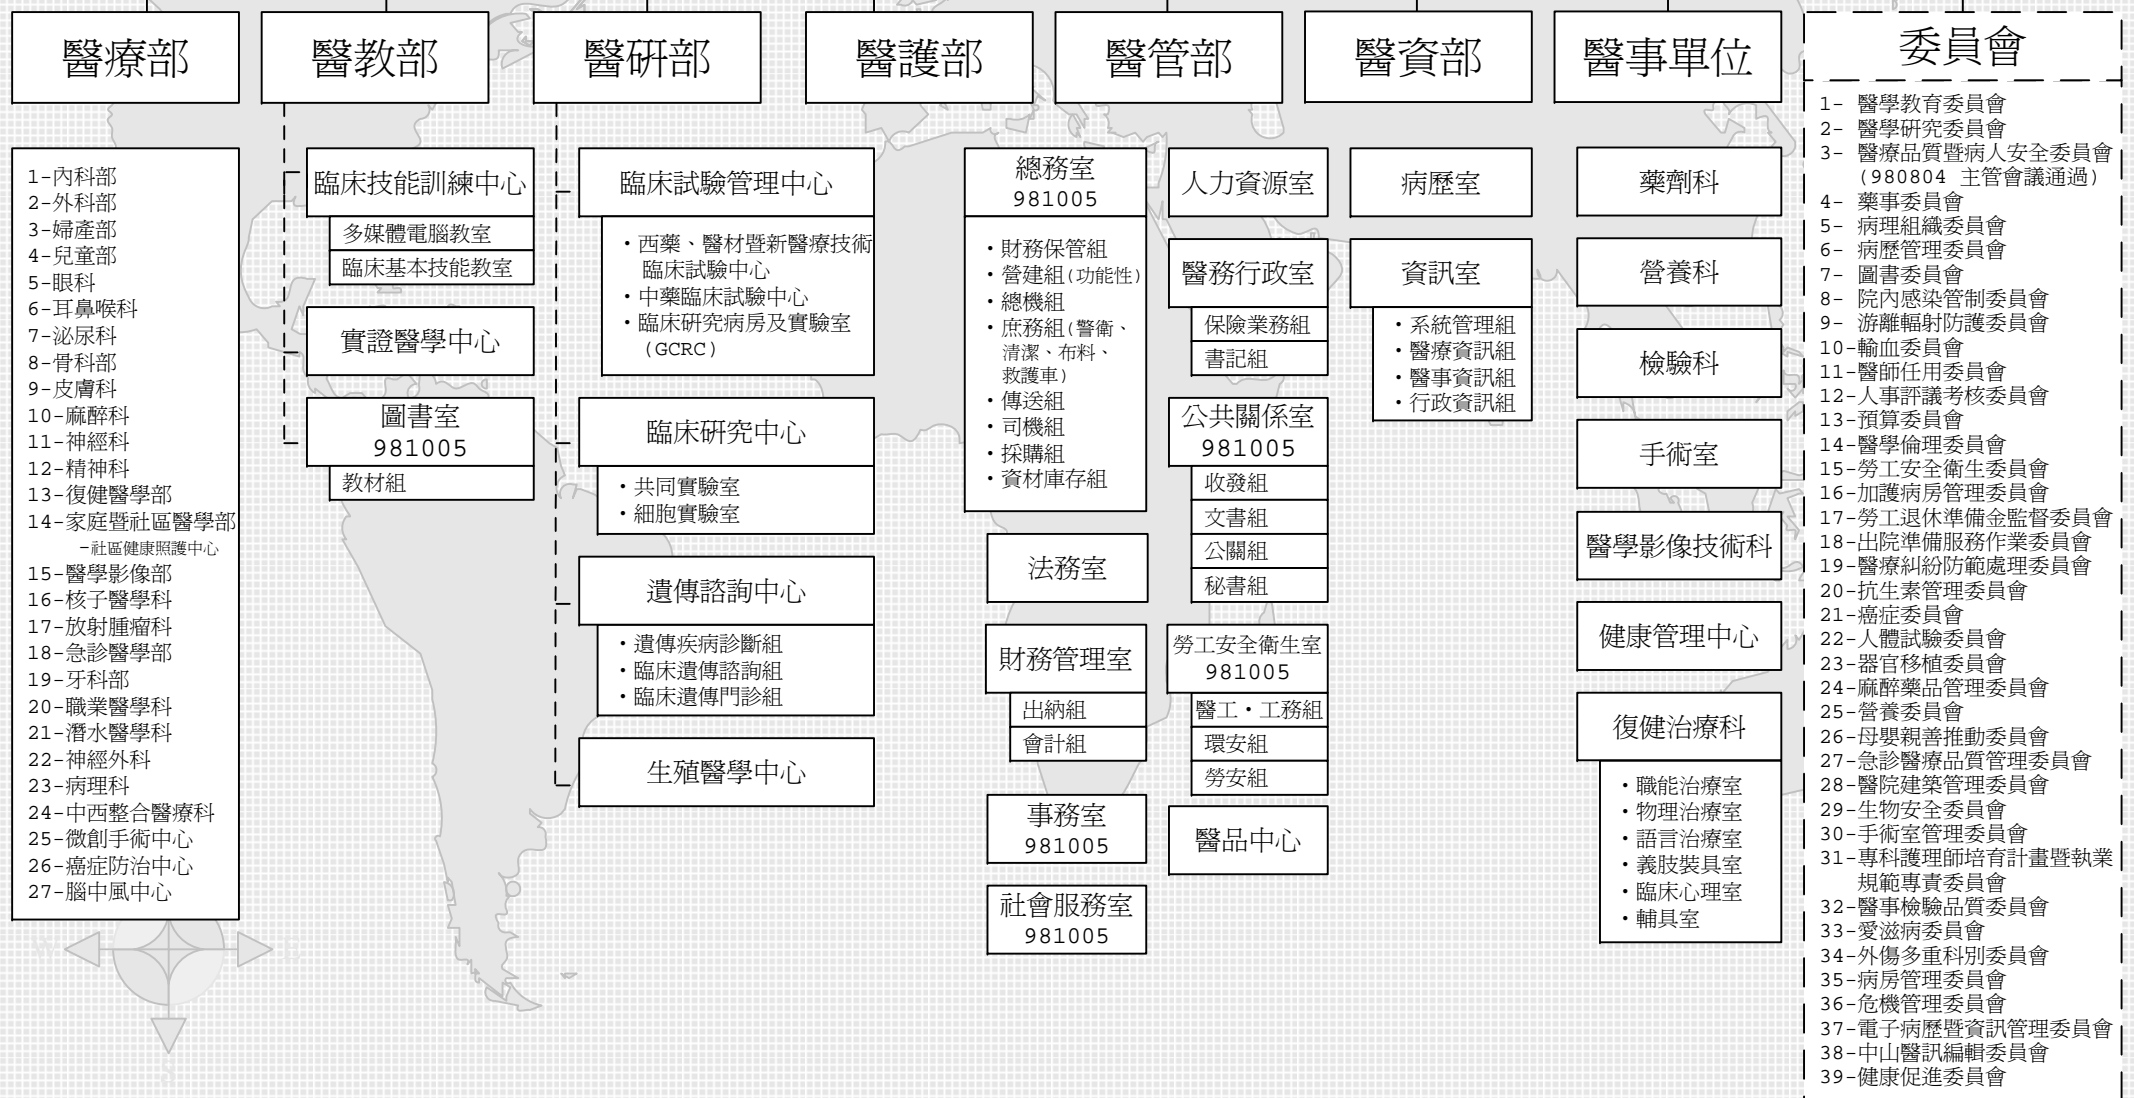 醫療部
醫教部
醫研部
醫護部
醫管部
醫資部
醫事單位
委員會
1-內科部
2-外科部
3-婦產部
4-兒童部
5-眼科
6-耳鼻喉科
7-泌尿科
8-骨科部
9-皮膚科
10-麻醉科
11-神經科
12-精神科
13-復健醫學部
14-家庭暨社區醫學部
-社區健康照護中心
15-醫學影像部
16-核子醫學科
17-放射腫瘤科
18-急診醫學部
19-牙科部
20-職業醫學科
21-潛水醫學科
22-神經外科
23-病理科
24-中西整合醫療科
25-微創手術中心
26-癌症防治中心
27-腦中風中心
臨床技能訓練中心
多媒體電腦教室
臨床基本技能教室
實證醫學中心
圖書室
981005
教材組
臨床試驗管理中心
・西藥、醫材暨新醫療技術
臨床試驗中心
・中藥臨床試驗中心
・臨床研究病房及實驗室
(GCRC)
臨床研究中心
・共同實驗室
・細胞實驗室
遺傳諮詢中心
・遺傳疾病診斷組
・臨床遺傳諮詢組
・臨床遺傳門診組
生殖醫學中心
總務室
981005
・財務保管組
・營建組(功能性)
・總機組
・庶務組(警衛、
清潔、布料、
救護車)
・傳送組
・司機組
・採購組
・資材庫存組
法務室
財務管理室
出納組
會計組
事務室
981005
社會服務室
981005
人力資源室
醫務行政室
保險業務組
書記組
公共關係室
981005
收發組
文書組
公關組
秘書組
勞工安全衛生室
981005
醫工・工務組
環安組
勞安組
醫品中心
病歷室
資訊室
・系統管理組
・醫療資訊組
・醫事資訊組
・行政資訊組
藥劑科
營養科
檢驗科
手術室
醫學影像技術科
健康管理中心
復健治療科
・職能治療室
・物理治療室
・語言治療室
・義肢裝具室
・臨床心理室
・輔具室
1- 醫學教育委員會
2- 醫學研究委員會
3- 醫療品質暨病人安全委員會
(980804 主管會議通過)
4- 藥事委員會
5- 病理組織委員會
6- 病歷管理委員會
7- 圖書委員會
8- 院內感染管制委員會
9- 游離輻射防護委員會
10-輸血委員會
11-醫師任用委員會
12-人事評議考核委員會
13-預算委員會
14-醫學倫理委員會
15-勞工安全衛生委員會
16-加護病房管理委員會
17-勞工退休準備金監督委員會
18-出院準備服務作業委員會
19-醫療糾紛防範處理委員會
20-抗生素管理委員會
21-癌症委員會
22-人體試驗委員會
23-器官移植委員會
24-麻醉藥品管理委員會
25-營養委員會
26-母嬰親善推動委員會
27-急診醫療品質管理委員會
28-醫院建築管理委員會
29-生物安全委員會
30-手術室管理委員會
31-專科護理師培育計畫暨執業
規範專責委員會
32-醫事檢驗品質委員會
33-愛滋病委員會
34-外傷多重科別委員會
35-病房管理委員會
36-危機管理委員會
37-電子病歷暨資訊管理委員會
38-中山醫訊編輯委員會
39-健康促進委員會
W
E
S